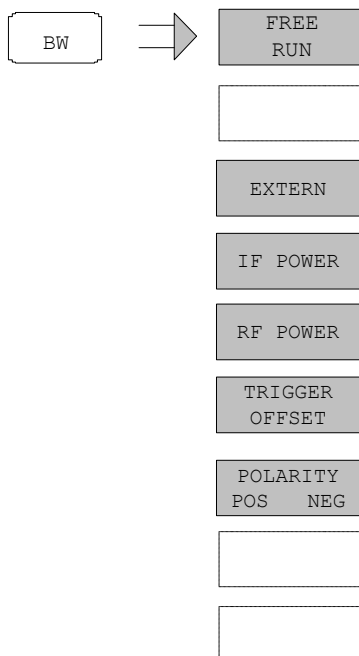 BW
FREE
RUN
EXTERN
IF POWER
RF POWER
TRIGGER
OFFSET
POLARITY
POS NEG